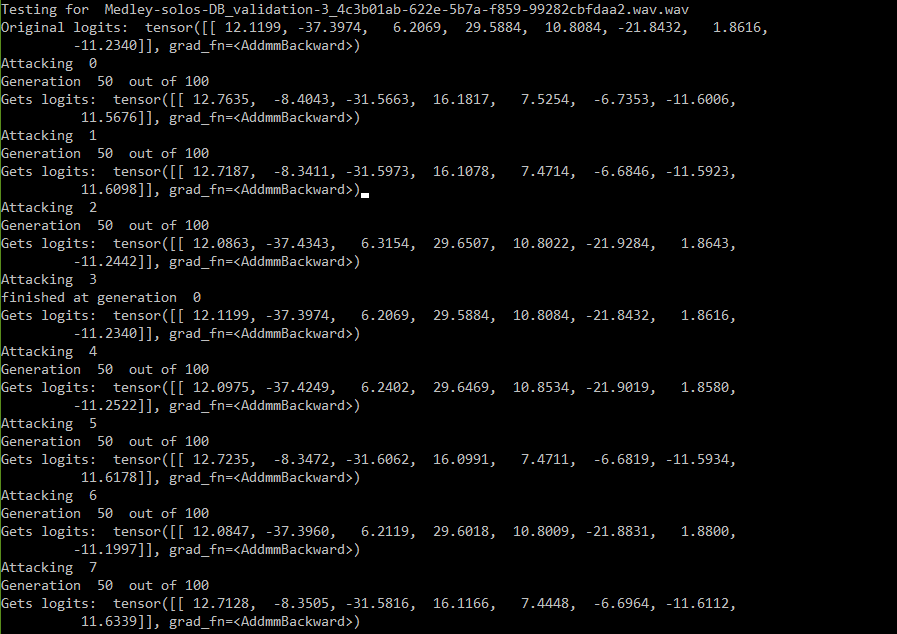 Testing for  Medley-solos-DB_validation-3_4c3b01ab-622e-5b7a-f859-99282cbfdaa2.wav.wav
Original logits:  tensor([[ 12.1199, -37.3974,   6.2069,  29.5884,  10.8084, -21.8432,   1.8616,
         -11.2340]], grad_fn=<AddmmBackward>)
Attacking  0
Generation  50  out of 100
Gets logits:  tensor([[ 12.7635,  -8.4043, -31.5663,  16.1817,   7.5254,  -6.7353, -11.6006,
          11.5676]], grad_fn=<AddmmBackward>)
Attacking  1
Generation  50  out of 100
Gets logits:  tensor([[ 12.7187,  -8.3411, -31.5973,  16.1078,   7.4714,  -6.6846, -11.5923,
          11.6098]], grad_fn=<AddmmBackward>)
Attacking  2
Generation  50  out of 100
Gets logits:  tensor([[ 12.0863, -37.4343,   6.3154,  29.6507,  10.8022, -21.9284,   1.8643,
         -11.2442]], grad_fn=<AddmmBackward>)
Attacking  3
finished at generation  0
Gets logits:  tensor([[ 12.1199, -37.3974,   6.2069,  29.5884,  10.8084, -21.8432,   1.8616,
         -11.2340]], grad_fn=<AddmmBackward>)
Attacking  4
Generation  50  out of 100
Gets logits:  tensor([[ 12.0975, -37.4249,   6.2402,  29.6469,  10.8534, -21.9019,   1.8580,
         -11.2522]], grad_fn=<AddmmBackward>)
Attacking  5
Generation  50  out of 100
Gets logits:  tensor([[ 12.7235,  -8.3472, -31.6062,  16.0991,   7.4711,  -6.6819, -11.5934,
          11.6178]], grad_fn=<AddmmBackward>)
Attacking  6
Generation  50  out of 100
Gets logits:  tensor([[ 12.0847, -37.3960,   6.2119,  29.6018,  10.8009, -21.8831,   1.8800,
         -11.1997]], grad_fn=<AddmmBackward>)
Attacking  7
Generation  50  out of 100
Gets logits:  tensor([[ 12.7128,  -8.3505, -31.5816,  16.1166,   7.4448,  -6.6964, -11.6112,
          11.6339]], grad_fn=<AddmmBackward>)